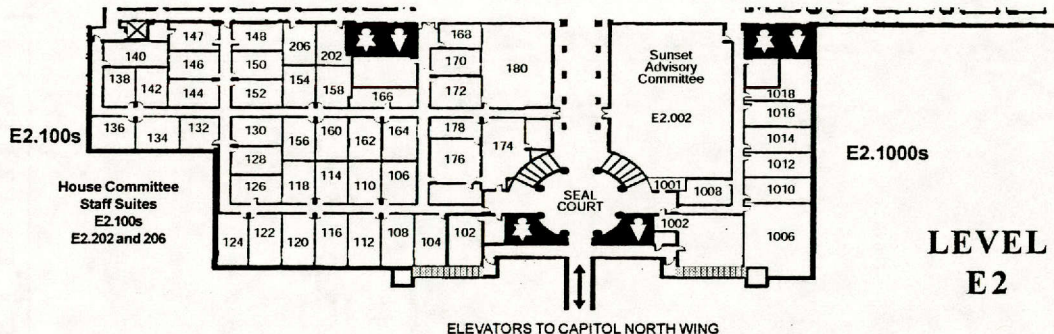 147 148 206 202 168
140 146 150 170 180 Sunset
Advisory
Committee
138 142 154 158 172
144 152 166 1018
E2.002 1016
E2.100s 136 134 132 130 156 160 162 164 178 174 1014 E2.1000s
128 176 1012
House Committee
Staff Suites
E2.100s
E2.202 and 206
126 118 114 110 106 1001 1008 1010
SEAL
COURT
124 122 120 116 112 108 104 102 1002 1006
LEVEL
E2
ELEVATORS TO CAPITOL NORTH WING